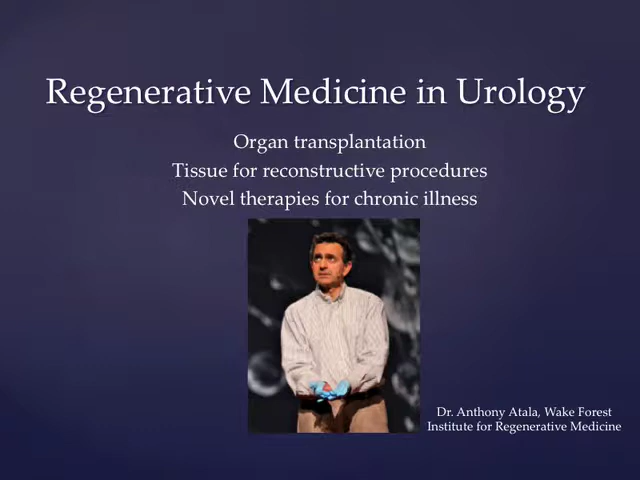 Regenerative Medicine in Urology
Organ transplantation
Tissue for reconstructive procedures
Novel therapies for chronic illness
Dr. Anthony Atala, Wake Forest
Institute for Regenerative Medicine